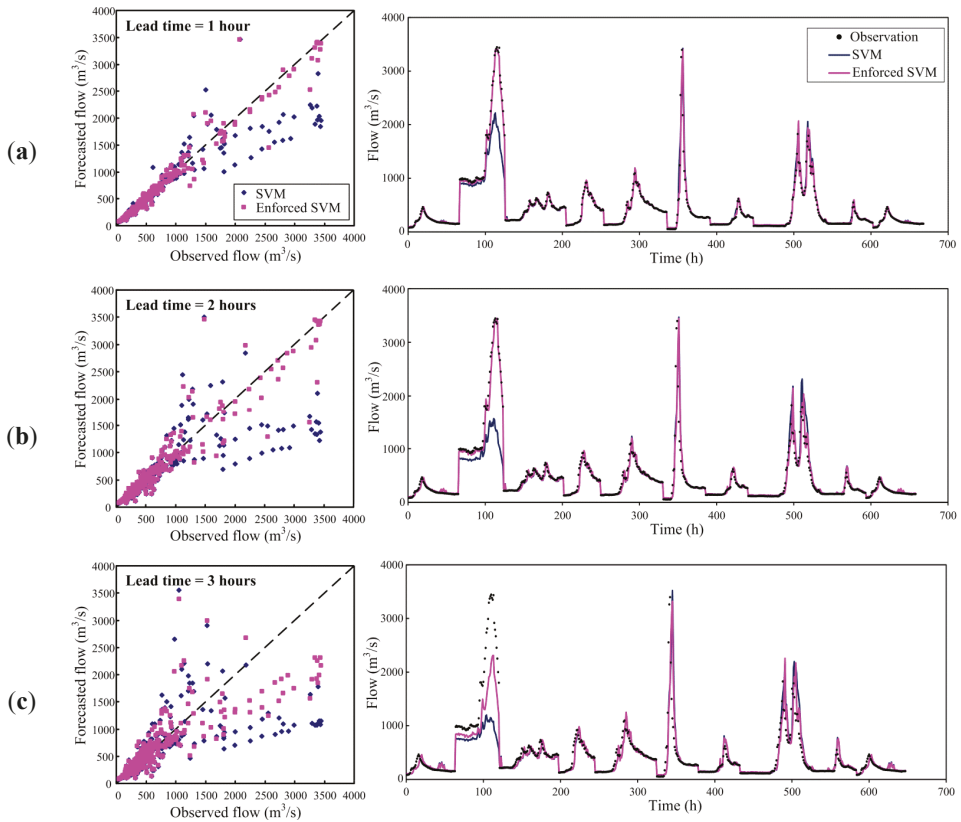 (a)
Lead time = 1 hour
Forecasted flow (m³/s)
4000
3500
3000
2500
2000
1500
1000
500
0
SVM
Enforced SVM
0 500 1000 1500 2000 2500 3000 3500 4000
Observed flow (m³/s)
Flow (m³/s)
4000
3000
2000
1000
0
Observation
SVM
Enforced SVM
0 100 200 300 400 500 600 700
Time (h)
(b)
Lead time = 2 hours
Forecasted flow (m³/s)
4000
3500
3000
2500
2000
1500
1000
500
0
0 500 1000 1500 2000 2500 3000 3500 4000
Observed flow (m³/s)
Flow (m³/s)
4000
3000
2000
1000
0
0 100 200 300 400 500 600 700
Time (h)
(c)
Lead time = 3 hours
Forecasted flow (m³/s)
4000
3500
3000
2500
2000
1500
1000
500
0
0 500 1000 1500 2000 2500 3000 3500 4000
Observed flow (m³/s)
Flow (m³/s)
4000
3000
2000
1000
0
0 100 200 300 400 500 600 700
Time (h)